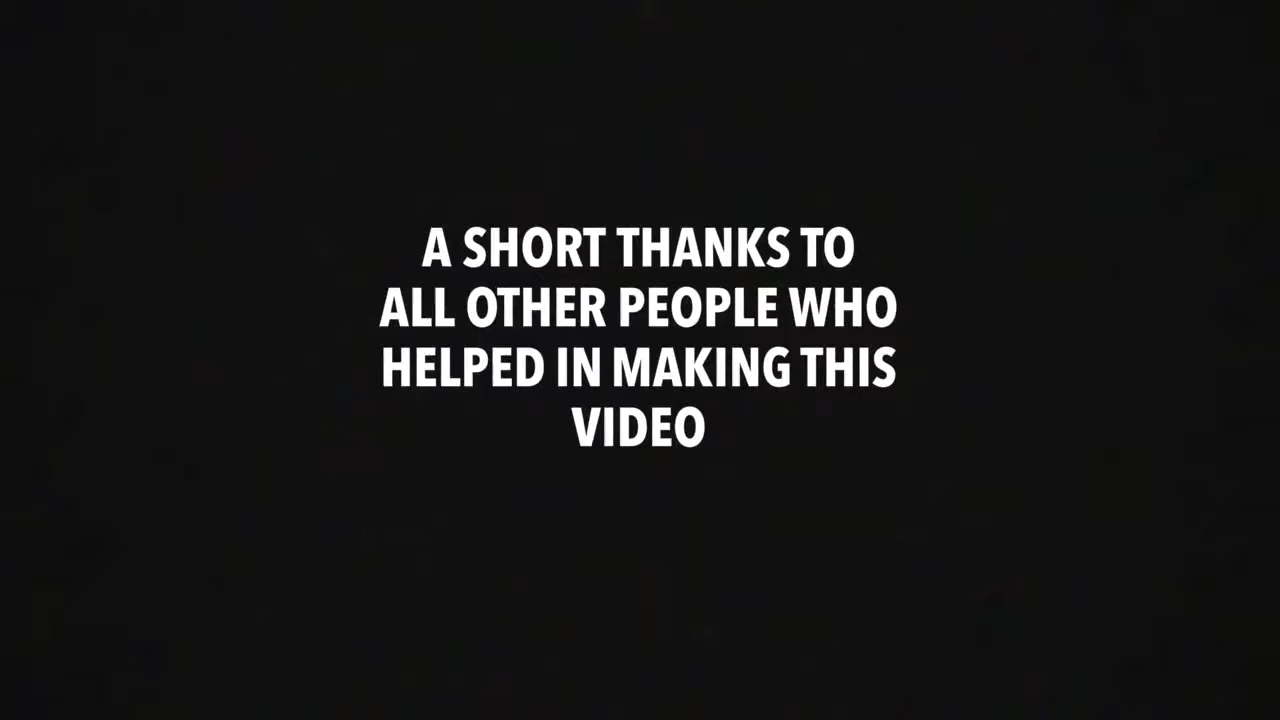 A SHORT THANKS TO
ALL OTHER PEOPLE WHO
HELPED IN MAKING THIS
VIDEO